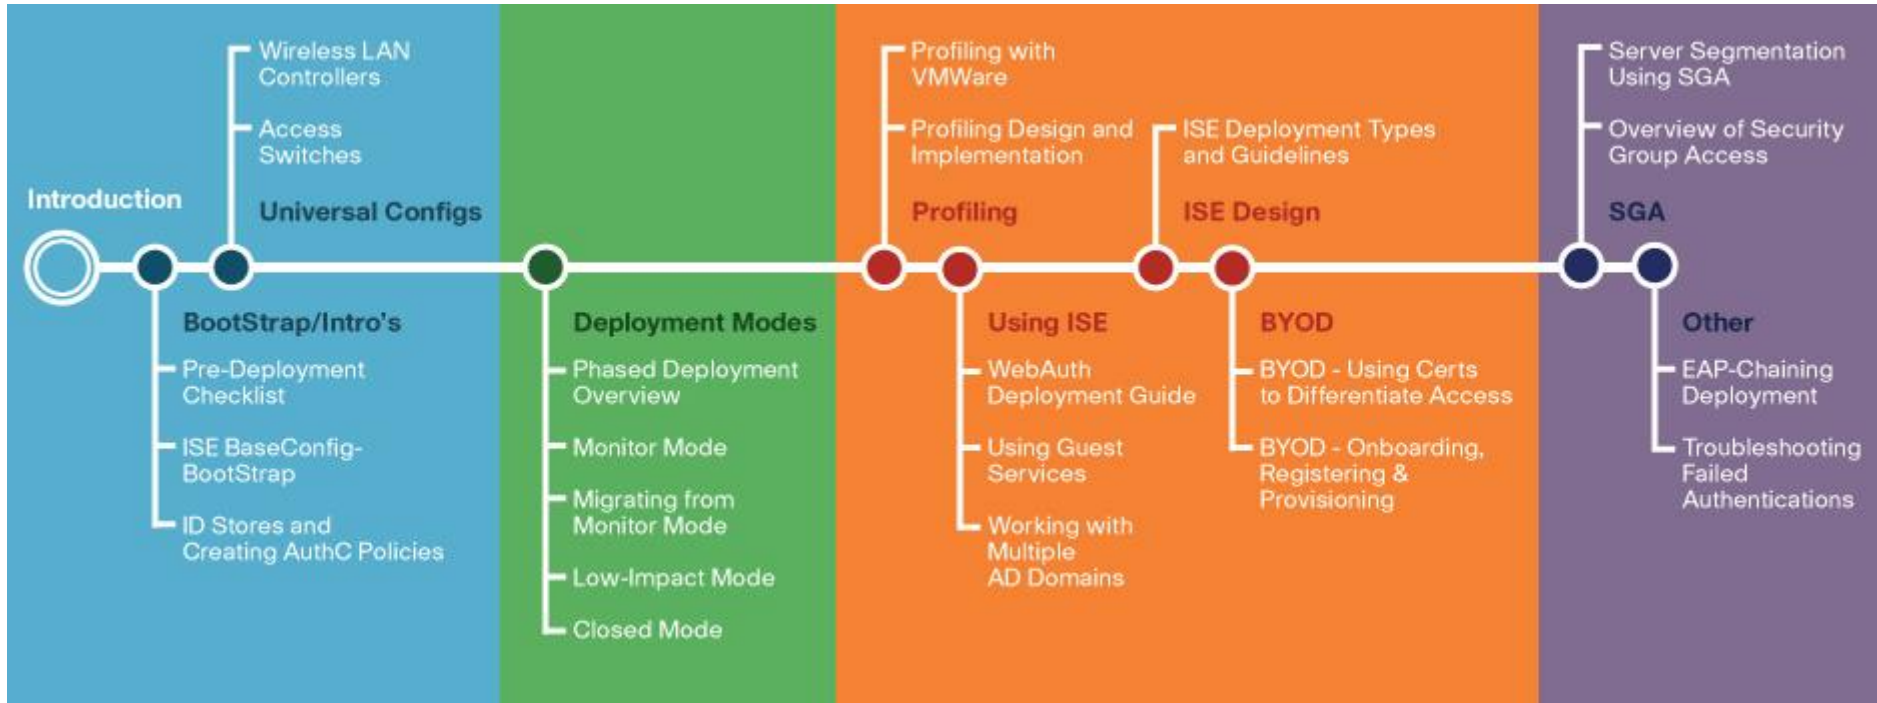 Introduction
Wireless LAN
Controllers
Access
Switches
Universal Configs
BootStrap/Intro's
Pre-Deployment
Checklist
ISE BaseConfig-
BootStrap
ID Stores and
Creating AuthC Policies
Deployment Modes
Phased Deployment
Overview
Monitor Mode
Migrating from
Monitor Mode
Low-Impact Mode
Closed Mode
Profiling with
VMWare
Profiling Design and
Implementation
Profiling
Using ISE
WebAuth
Deployment Guide
Using Guest
Services
Working with
Multiple
AD Domains
ISE Deployment Types
and Guidelines
ISE Design
BYOD
BYOD - Using Certs
to Differentiate Access
BYOD - Onboarding,
Registering &
Provisioning
Server Segmentation
Using SGA
Overview of Security
Group Access
SGA
Other
EAP-Chaining
Deployment
Troubleshooting
Failed
Authentications